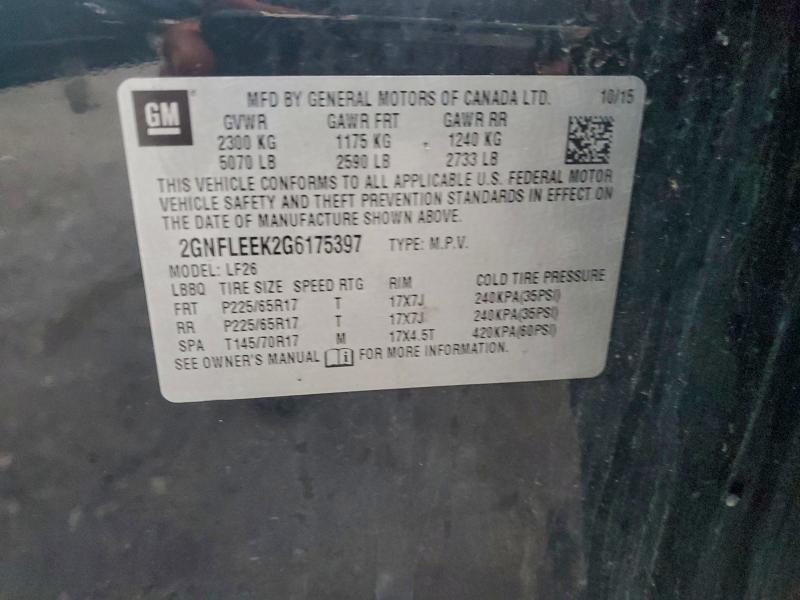 GM MFD BY GENERAL MOTORS OF CANADA LTD. 10/15
GVWR GAWR FRT GAWR RR
2300 KG 1175 KG 1240 KG
5070 LB 2590 LB 2733 LB
THIS VEHICLE CONFORMS TO ALL APPLICABLE U.S. FEDERAL MOTOR
VEHICLE SAFETY AND THEFT PREVENTION STANDARDS IN EFFECT ON
THE DATE OF MANUFACTURE SHOWN ABOVE.
2GNFLEEK2G6175397 TYPE: M.P.V.
MODEL: LF26
LBBQ TIRE SIZE SPEED RTG RIM COLD TIRE PRESSURE
FRT P225/65R17 T 17X7J 240KPA(35PSI)
RR P225/65R17 T 17X7J 240KPA(35PSI)
SPA T145/70R17 M 17X4.5T 420KPA(60PSI)
SEE OWNER'S MANUAL FOR MORE INFORMATION.